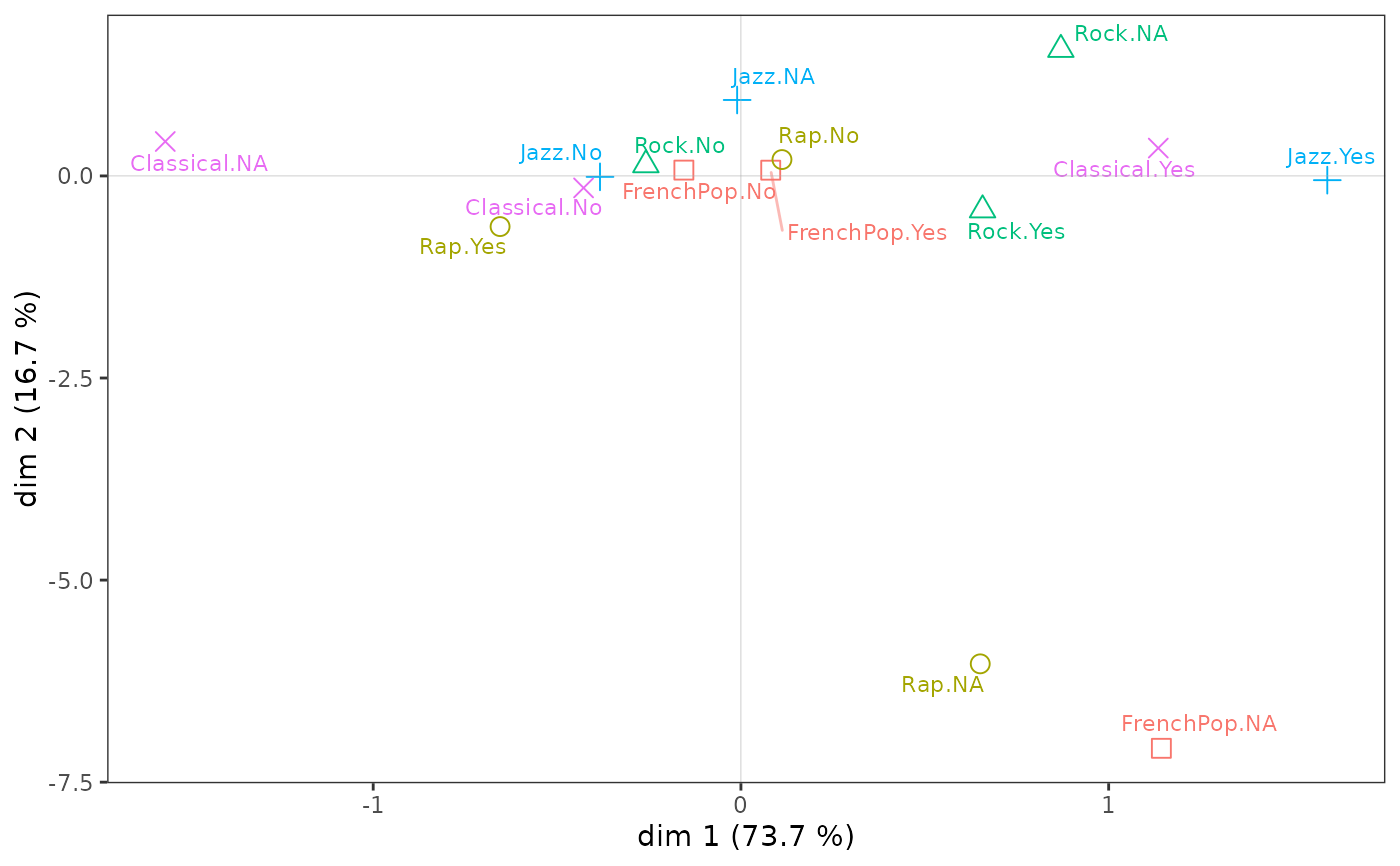 Rock.NA
Jazz.NA
Rap.No
Rock.No
Jazz.No
Classical.NA
Classical.Yes
Jazz.Yes
0.0
FrenchPop.No
Classical.No
FrenchPop.Yes
Rock.Yes
Rap.Yes
-2.5
dim 2 (16.7 %)
-5.0
Rap.NA
FrenchPop.NA
-7.5
-1
0
1
dim 1 (73.7 %)